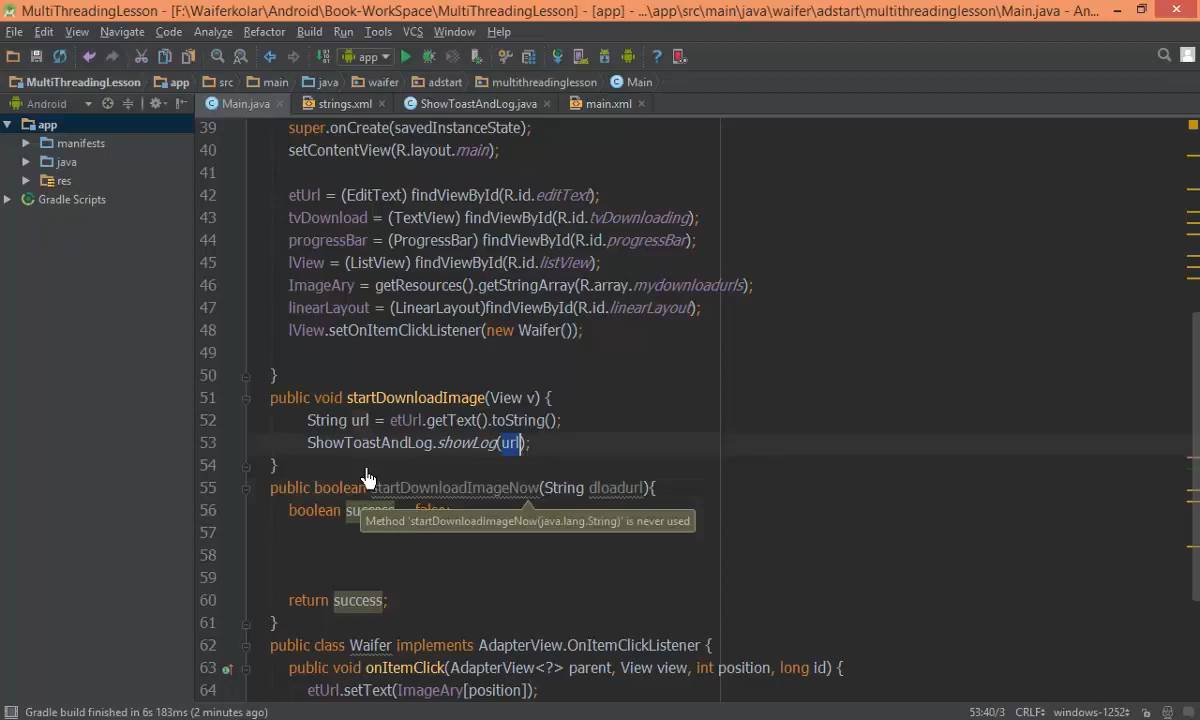 MultiThreadingLesson] - [F:\Waiferkolar\Android\Book-WorkSpace\MultiThreadingLesson] - [app] - ...\app\src\main\java\waifer\adstart\multithreadinglesson\Main.java - An...
File Edit View Navigate Code Analyze Refactor Build Run Tools VCS Window Help
app
MultiThreadingLesson app src main java waifer adstart multithreadinglesson Main
Android Main.java strings.xml ShowToastAndLog.java main.xml
app
manifests
java
res
Gradle Scripts
39 super.onCreate(savedInstanceState);
40 setContentView(R.layout.main);
41
42 etUrl = (EditText) findViewById(R.id.editText);
43 tvDownload = (TextView) findViewById(R.id.tvDownloading);
44 progressBar = (ProgressBar) findViewById(R.id.progressBar);
45 lView = (ListView) findViewById(R.id.listView);
46 ImageAry = getResources().getStringArray(R.array.mydownloadurls);
47 linearLayout = (LinearLayout)findViewById(R.id.linearLayout);
48 lView.setOnItemClickListener(new Waifer());
49
50 }
51 public void startDownloadImage(View v) {
52 String url = etUrl.getText().toString();
53 ShowToastAndLog.showLog(url);
54 }
55 public boolean startDownloadImageNow(String dloadurl){
56 boolean success = false;
Method 'startDownloadImageNow(java.lang.String)' is never used
57
58
59
60 return success;
61 }
62 public class Waifer implements AdapterView.OnItemClickListener {
63 public void onItemClick(AdapterView<?> parent, View view, int position, long id) {
64 etUrl.setText(ImageAry[position]);
Gradle build finished in 6s 183ms (2 minutes ago) 53:40/3 CRLF÷ windows-1252÷